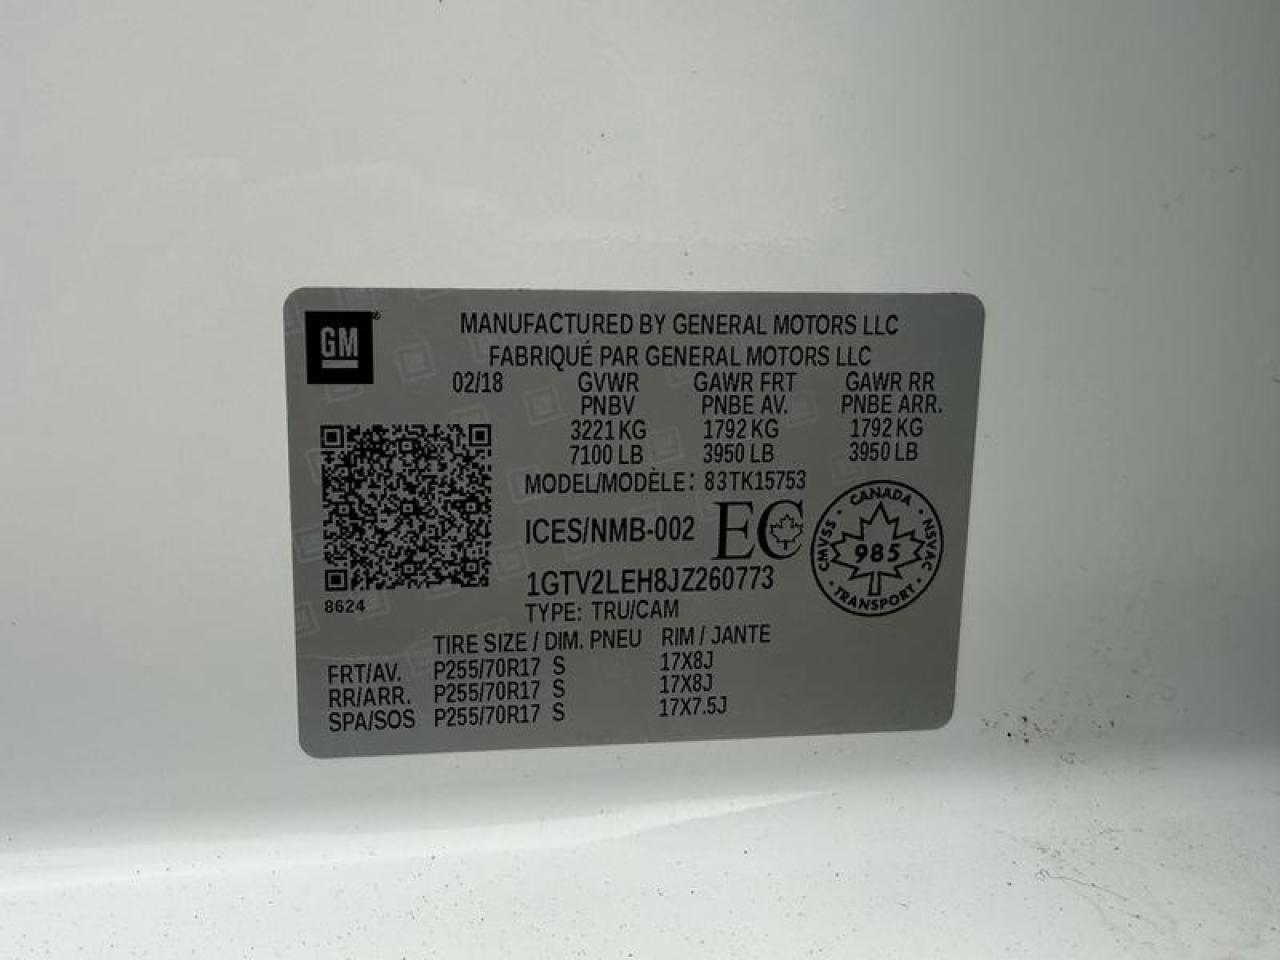 GM
MANUFACTURED BY GENERAL MOTORS LLC
FABRIQUÉ PAR GENERAL MOTORS LLC
02/18 GVWR GAWR FRT GAWR RR
PNBV PNBE AV. PNBE ARR.
3221 KG 1792 KG 1792 KG
7100 LB 3950 LB 3950 LB
MODEL/MODÈLE: 83TK15753
ICES/NMB-002 EC
CANADA
CMVSS 985 NSVAC
TRANSPORT
1GTV2LEH8JZ260773
8624
TYPE: TRU/CAM
TIRE SIZE / DIM. PNEU RIM / JANTE
FRT/AV. P255/70R17 S 17X8J
RR/ARR. P255/70R17 S 17X8J
SPA/SOS P255/70R17 S 17X7.5J